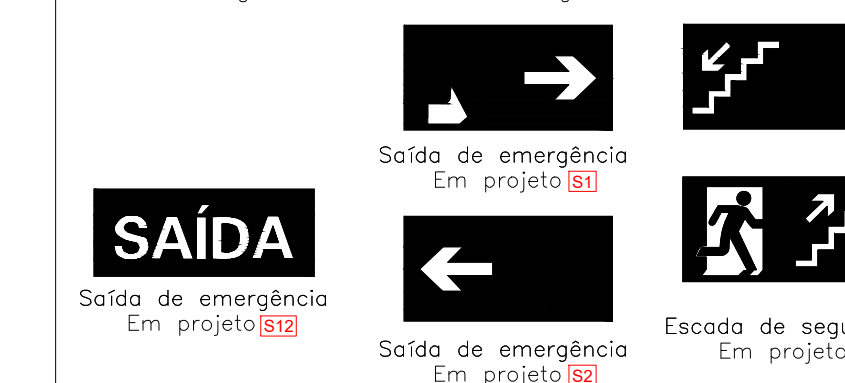 Saída de emergência
Em projeto S1
SAÍDA
Saída de emergência
Em projeto S12
Saída de emergência
Em projeto S2
Escada de
Em projeto